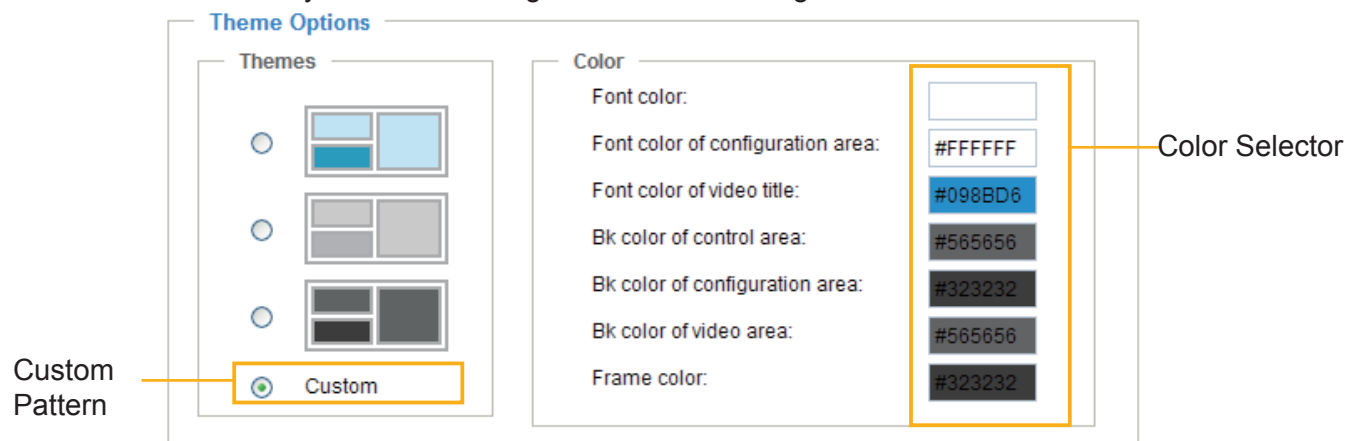 Theme Options
Themes
Custom
Color
Font color:
Font color of configuration area: #FFFFFF
Font color of video title: #098BD6
Bk color of control area: #565656
Bk color of configuration area: #323232
Bk color of video area: #565656
Frame color: #323232
Color Selector
Custom
Pattern